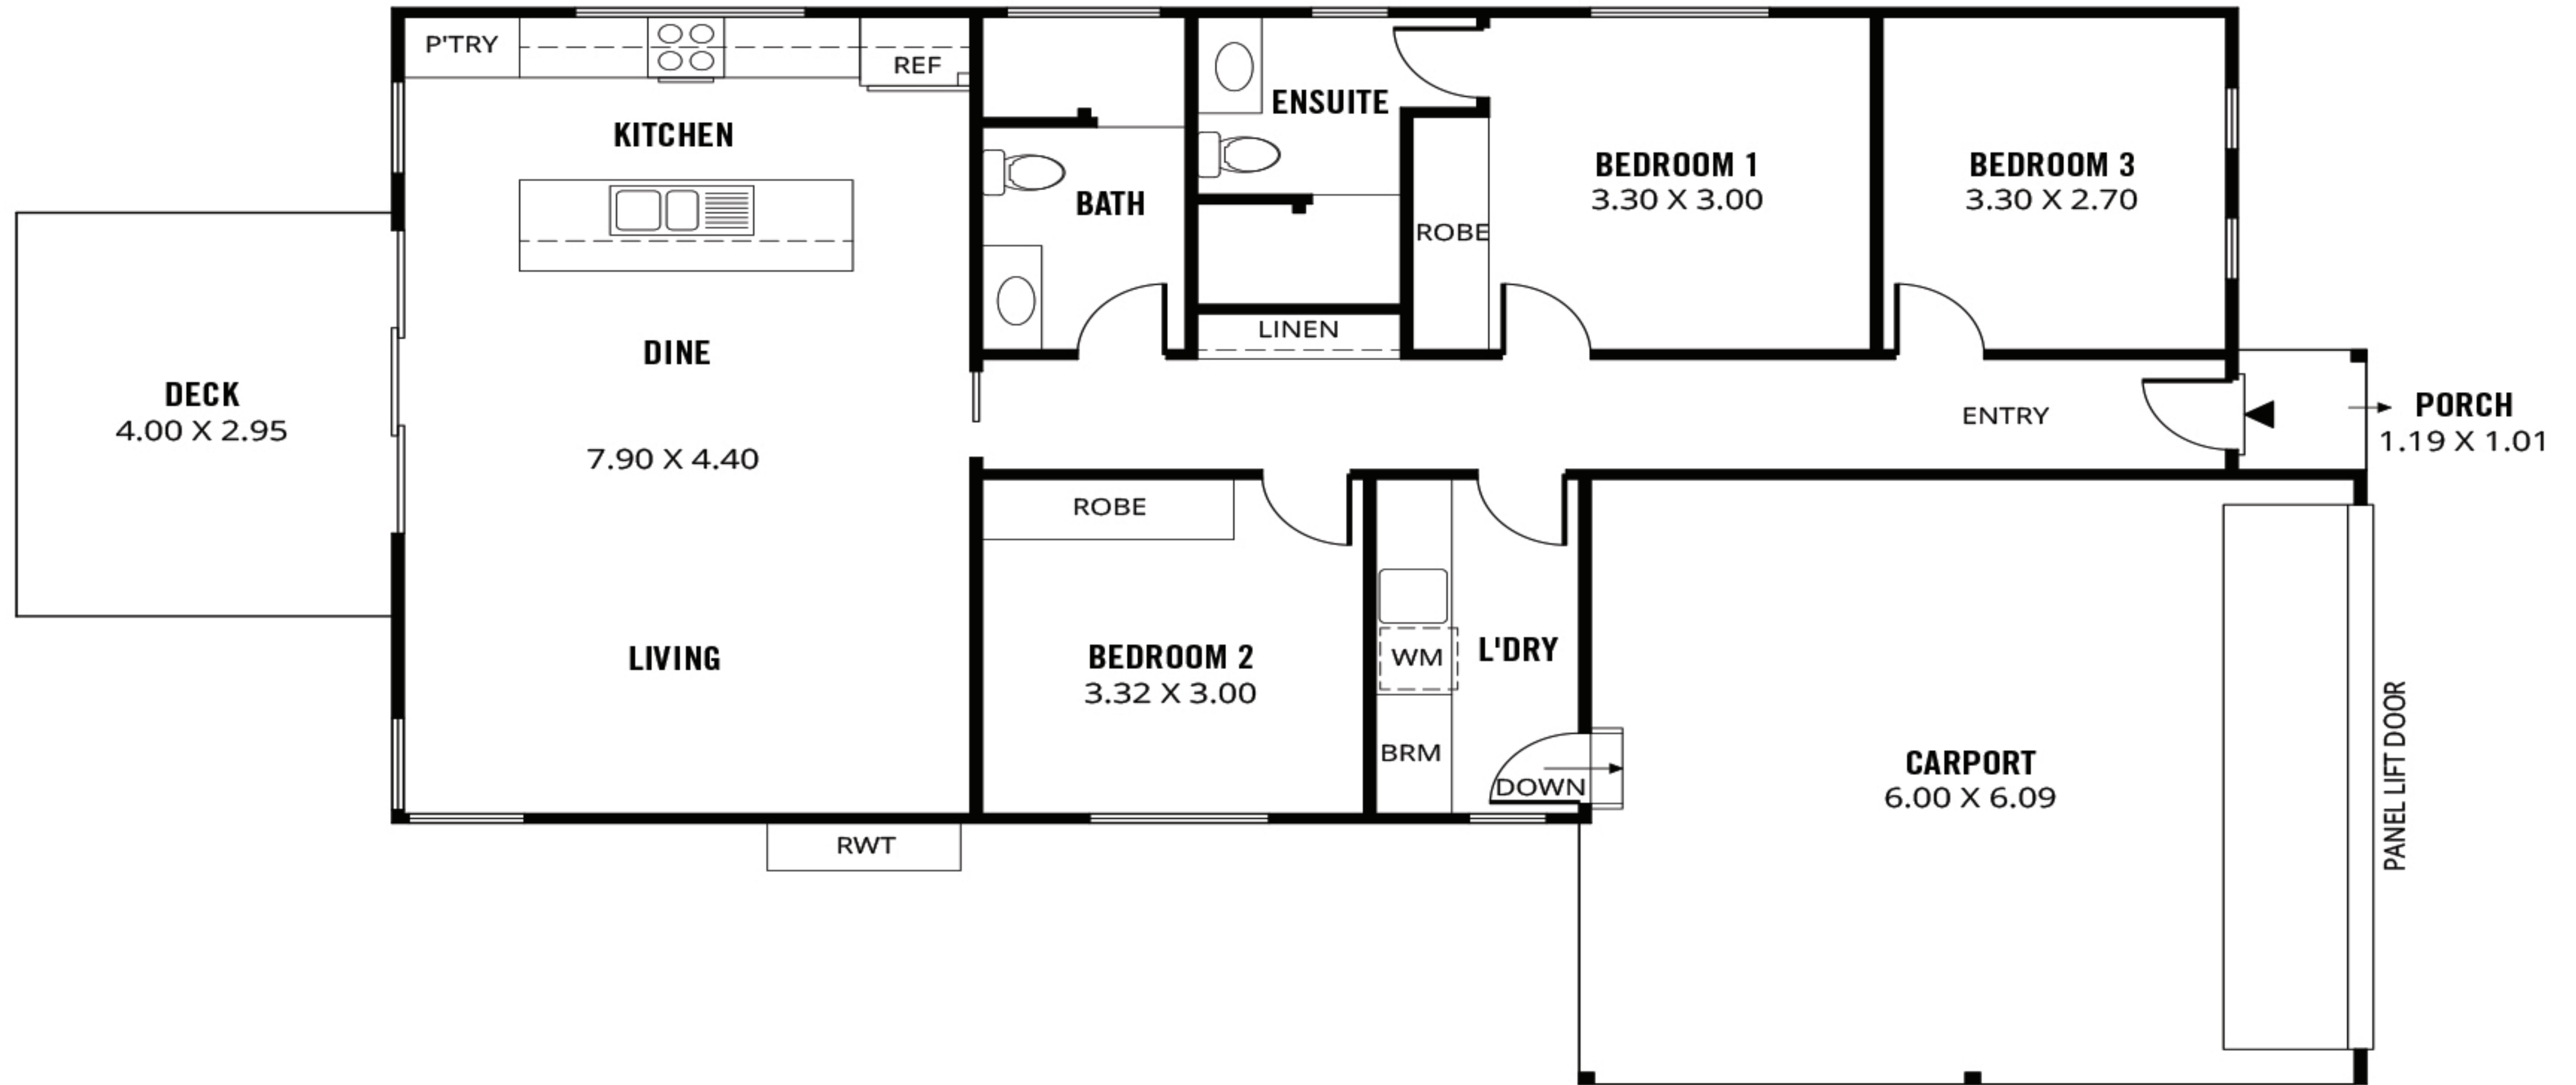 P'TRY
REF
KITCHEN
ENSUITE
BATH
BEDROOM 1
3.30 X 3.00
BEDROOM 3
3.30 X 2.70
ROBE
LINEN
DINE
DECK
4.00 X 2.95
7.90 X 4.40
ENTRY
PORCH
1.19 X 1.01
ROBE
LIVING
BEDROOM 2
3.32 X 3.00
WM
L'DRY
BRM
DOWN
CARPORT
6.00 X 6.09
PANEL LIFT DOOR
RWT